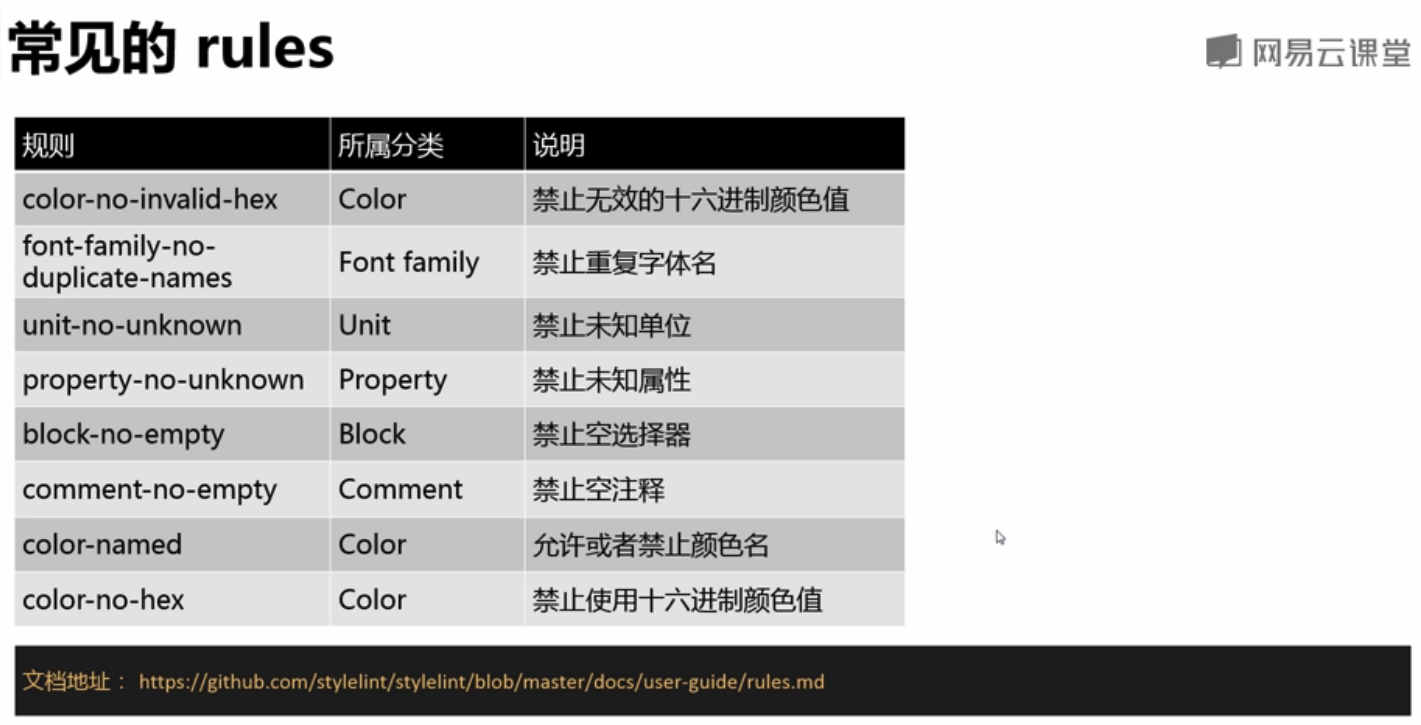 常见的 rules
网易云课堂
规则 所属分类 说明
color-no-invalid-hex Color 禁止无效的十六进制颜色值
font-family-no-
duplicate-names Font family 禁止重复字体名
unit-no-unknown Unit 禁止未知单位
property-no-unknown Property 禁止未知属性
block-no-empty Block 禁止空选择器
comment-no-empty Comment 禁止空注释
color-named Color 允许或者禁止颜色名
color-no-hex Color 禁止使用十六进制颜色值
文档地址： https://github.com/stylelint/stylelint/blob/master/docs/user-guide/rules.md